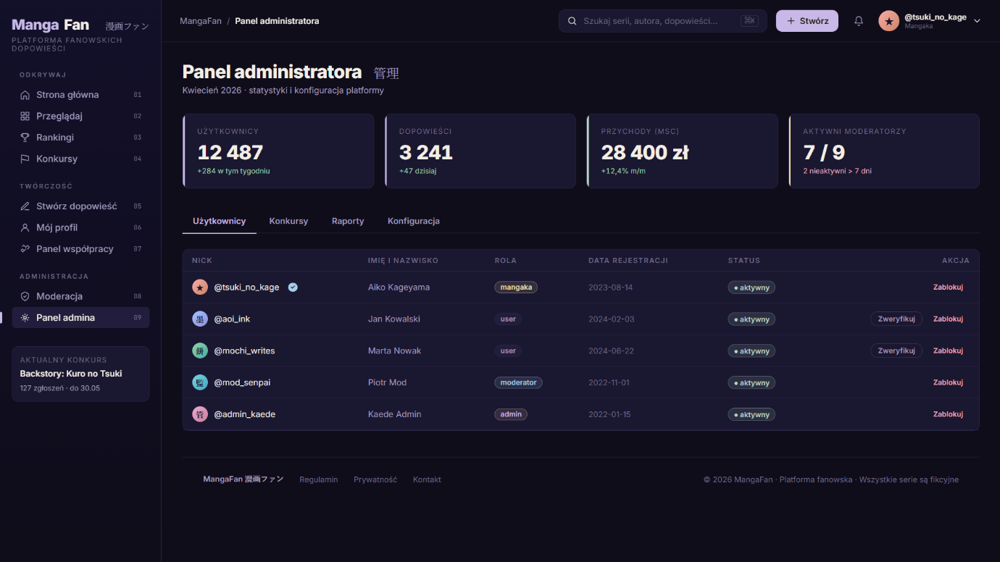 Manga Fan 漫画ファン
PLATFORMA FANOWSKICH
DOPOWIEŚCI
ODKRYWAJ
Strona główna 01
Przeglądaj 02
Rankingi 03
Konkursy 04
TWÓRCZOŚĆ
Stwórz dopowieść 05
Mój profil 06
Panel współpracy 07
ADMINISTRACJA
Moderacja 08
Panel admina 09
AKTUALNY KONKURS
Backstory: Kuro no Tsuki
127 zgłoszeń · do 30.05
MangaFan / Panel administratora
Szukaj serii, autora, dopowieści... ⌘K
+ Stwórz
@tsuki_no_kage
Mangaka
Panel administratora 管理
Kwiecień 2026 · statystyki i konfiguracja platformy
UŻYTKOWNICY
12 487
+284 w tym tygodniu
DOPOWIEŚCI
3 241
+47 dzisiaj
PRZYCHODY (MSC)
28 400 zł
+12,4% m/m
AKTYWNI MODERATORZY
7 / 9
2 nieaktywni > 7 dni
Użytkownicy Konkursy Raporty Konfiguracja
NICK IMIĘ I NAZWISKO ROLA DATA REJESTRACJI STATUS AKCJA
★ @tsuki_no_kage Aiko Kageyama mangaka 2023-08-14 ● aktywny Zablokuj
墨 @aoi_ink Jan Kowalski user 2024-02-03 ● aktywny Zweryfikuj Zablokuj
餅 @mochi_writes Marta Nowak user 2024-06-22 ● aktywny Zweryfikuj Zablokuj
監 @mod_senpai Piotr Mod moderator 2022-11-01 ● aktywny Zablokuj
管 @admin_kaede Kaede Admin admin 2022-01-15 ● aktywny Zablokuj
MangaFan 漫画ファン Regulamin Prywatność Kontakt
© 2026 MangaFan · Platforma fanowska · Wszystkie serie są fikcyjne